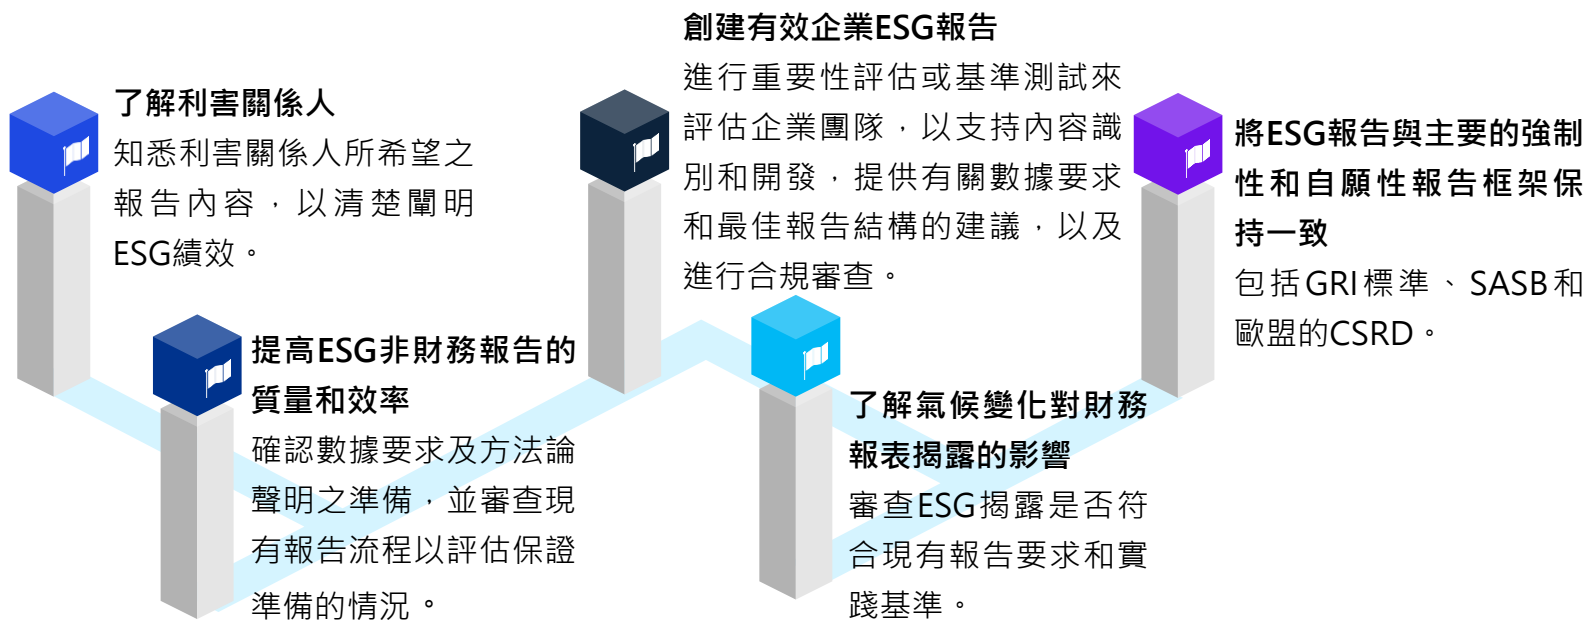 了解利害關係人
知悉利害關係人所希望之
報告內容，以清楚闡明
ESG績效。
提高ESG非財務報告的
質量和效率
確認數據要求及方法論
聲明之準備，並審查現
有報告流程以評估保證
準備的情況。
創建有效企業ESG報告
進行重要性評估或基準測試來
評估企業團隊，以支持內容識
別和開發，提供有關數據要求
和最佳報告結構的建議，以及
進行合規審查。
了解氣候變化對財務
報表揭露的影響
審查ESG揭露是否符
合現有報告要求和實
踐基準。
將ESG報告與主要的強制
性和自願性報告框架保
持一致
包括GRI標準、SASB和
歐盟的CSRD。